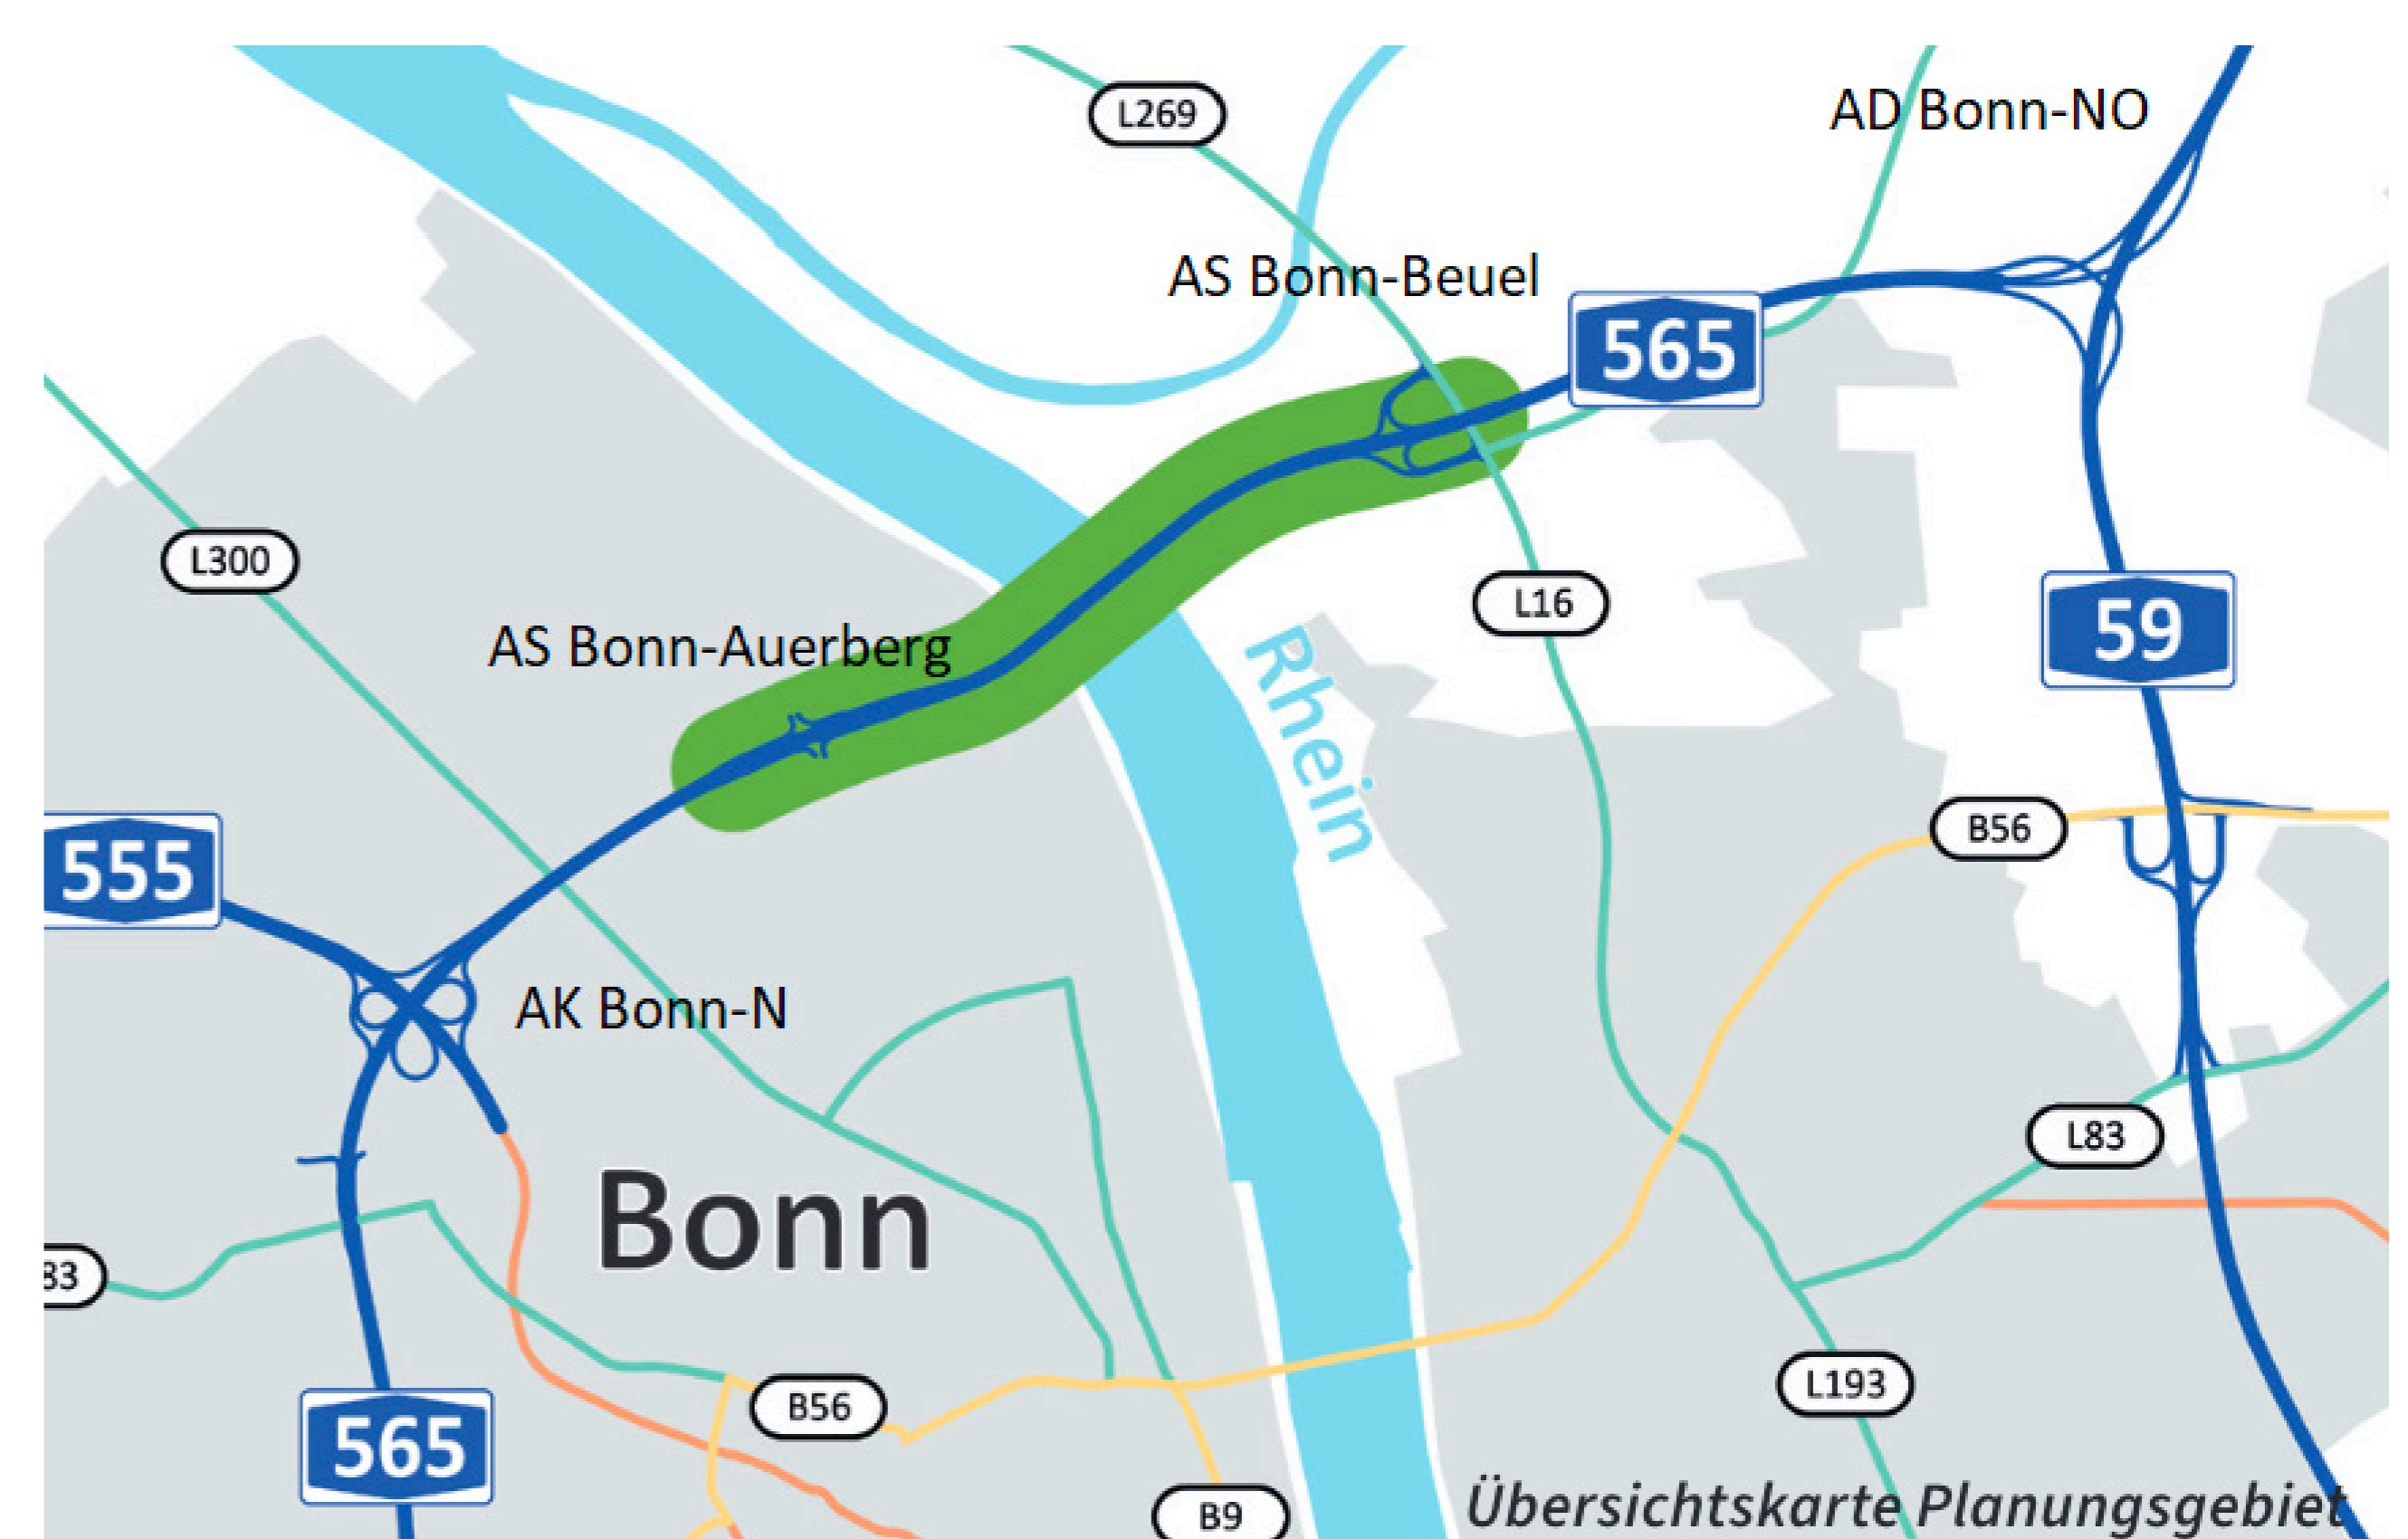 L269
AD Bonn-NO
AS Bonn-Beuel
565
L300
L16
59
AS Bonn-Auerberg
Rhein
B56
555
AK Bonn-N
L83
Bonn
83
L193
B56
565
B9
Übersichtskarte Planungsgebiet